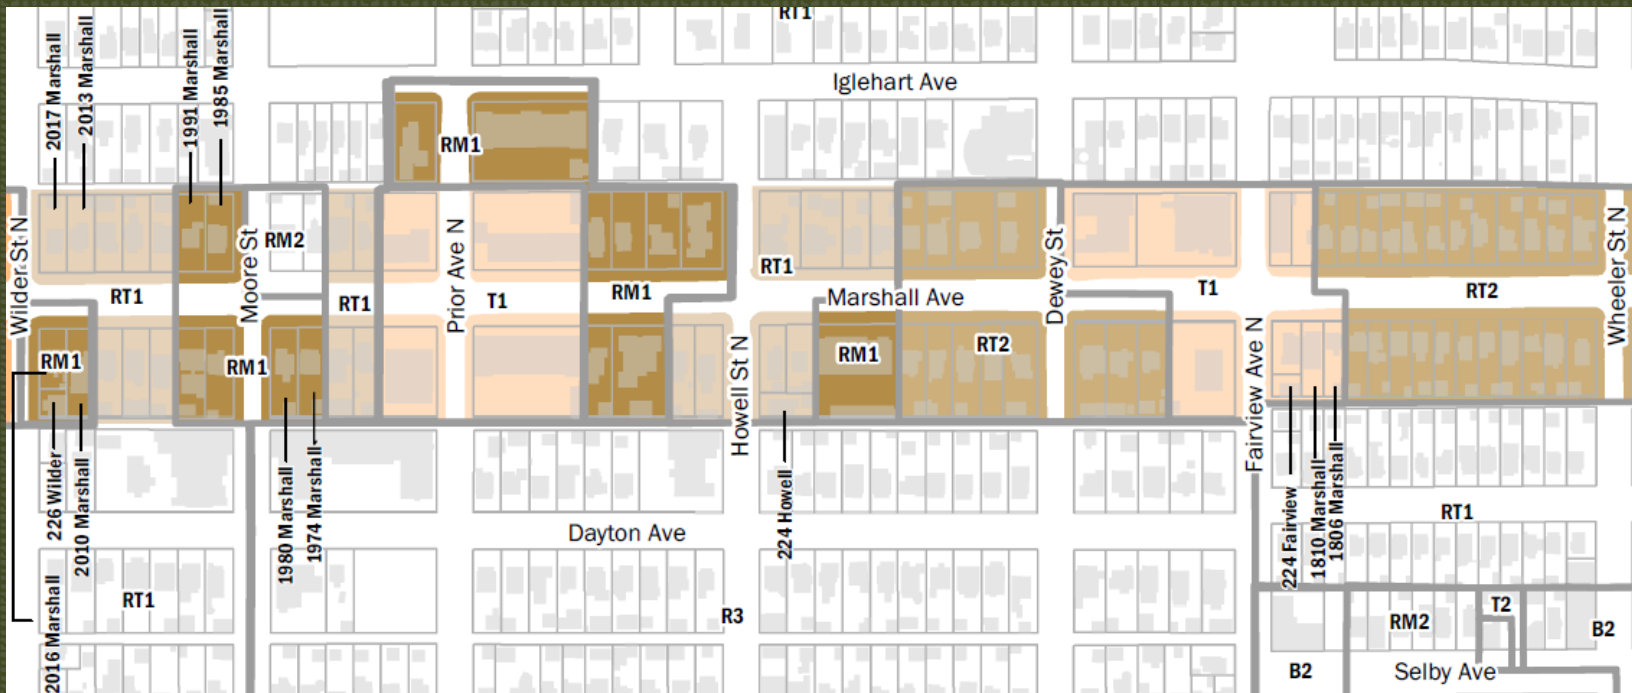 RT1
Iglehart Ave
2017 Marshall
2013 Marshall
1991 Marshall
1985 Marshall
RM1
Wilder St N
Moore St
RM2
Prior Ave N
Dewey St
Wheeler St N
RT1
RT1
RT1
T1
RM1
Marshall Ave
T1
RT2
RM1
RM1
RM1
RT2
Howell St N
Fairview Ave N
226 Wilder
2010 Marshall
1980 Marshall
1974 Marshall
224 Howell
224 Fairview
1810 Marshall
1806 Marshall
RT1
Dayton Ave
2016 Marshall
RT1
R3
RM2
T2
B2
B2
Selby Ave